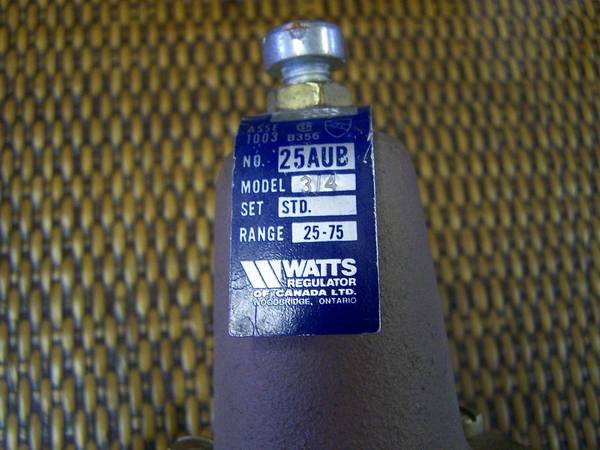 ASSE
1003 B356
NO. 25AUB
MODEL 3/4
SET STD.
RANGE 25-75
WATTS
REGULATOR
OF CANADA LTD.
WOODBRIDGE, ONTARIO